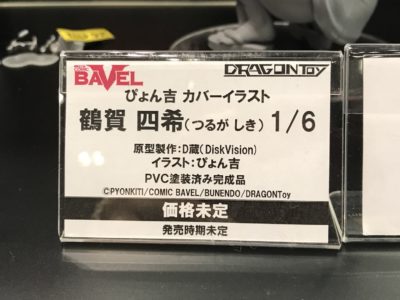 COMIC BAVEL DRAGONToy
ぴょん吉 カバーイラスト
鶴賀 四希(つるが しき) 1/6
原型製作:D蔵(DiskVision)
イラスト:ぴょん吉
PVC塗装済み完成品
©PYONKITI/COMIC BAVEL/BUNENDO/DRAGONToy
価格未定
発売時期未定